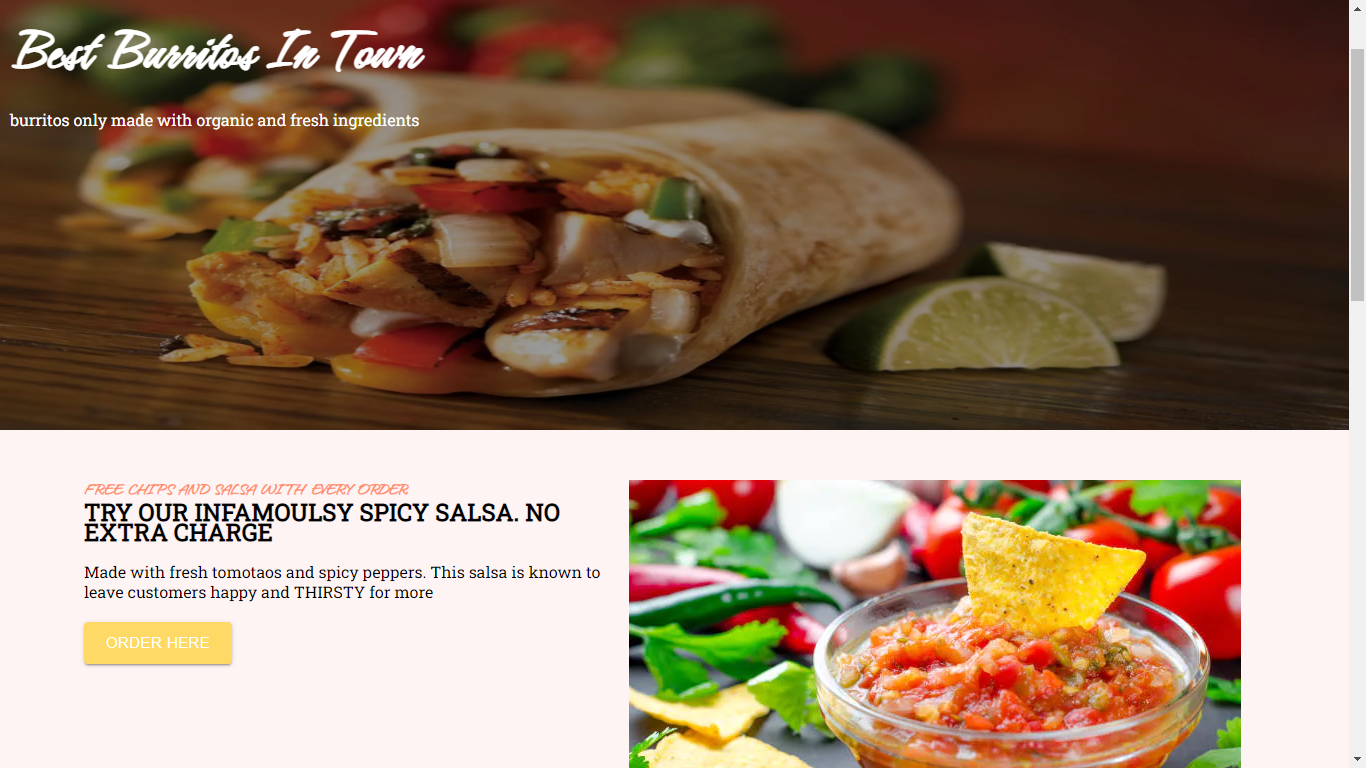 Best Burritos In Town
burritos only made with organic and fresh ingredients
FREE CHIPS AND SALSA WITH EVERY ORDER
TRY OUR INFAMOULSY SPICY SALSA. NO
EXTRA CHARGE
Made with fresh tomotaos and spicy peppers. This salsa is known to
leave customers happy and THIRSTY for more
ORDER HERE